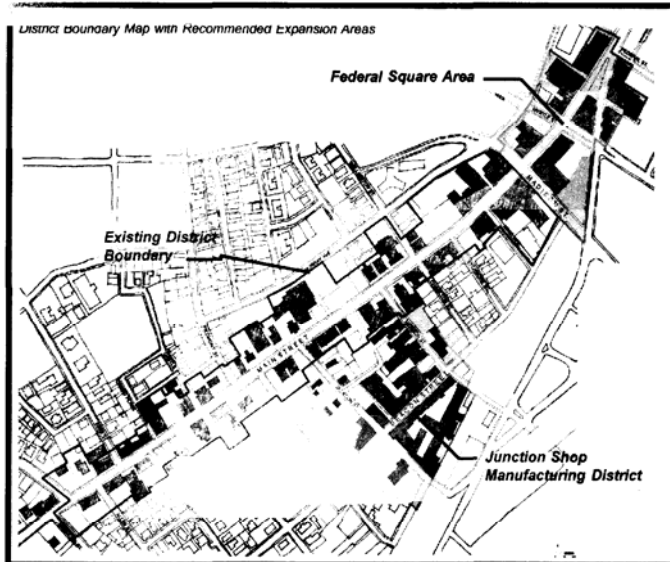 District Boundary Map with Recommended Expansion Areas
Federal Square Area
Existing District
Boundary
MAIN STREET
Junction Shop
Manufacturing District